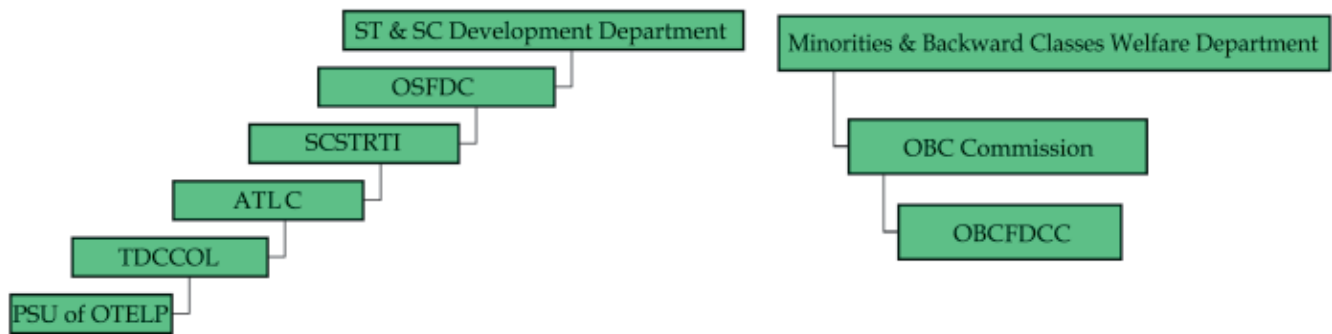 ST & SC Development Department
OSFDC
SCSTRTI
ATLC
TDCCOL
PSU of OTELP
Minorities & Backward Classes Welfare Department
OBC Commission
OBCFDCC